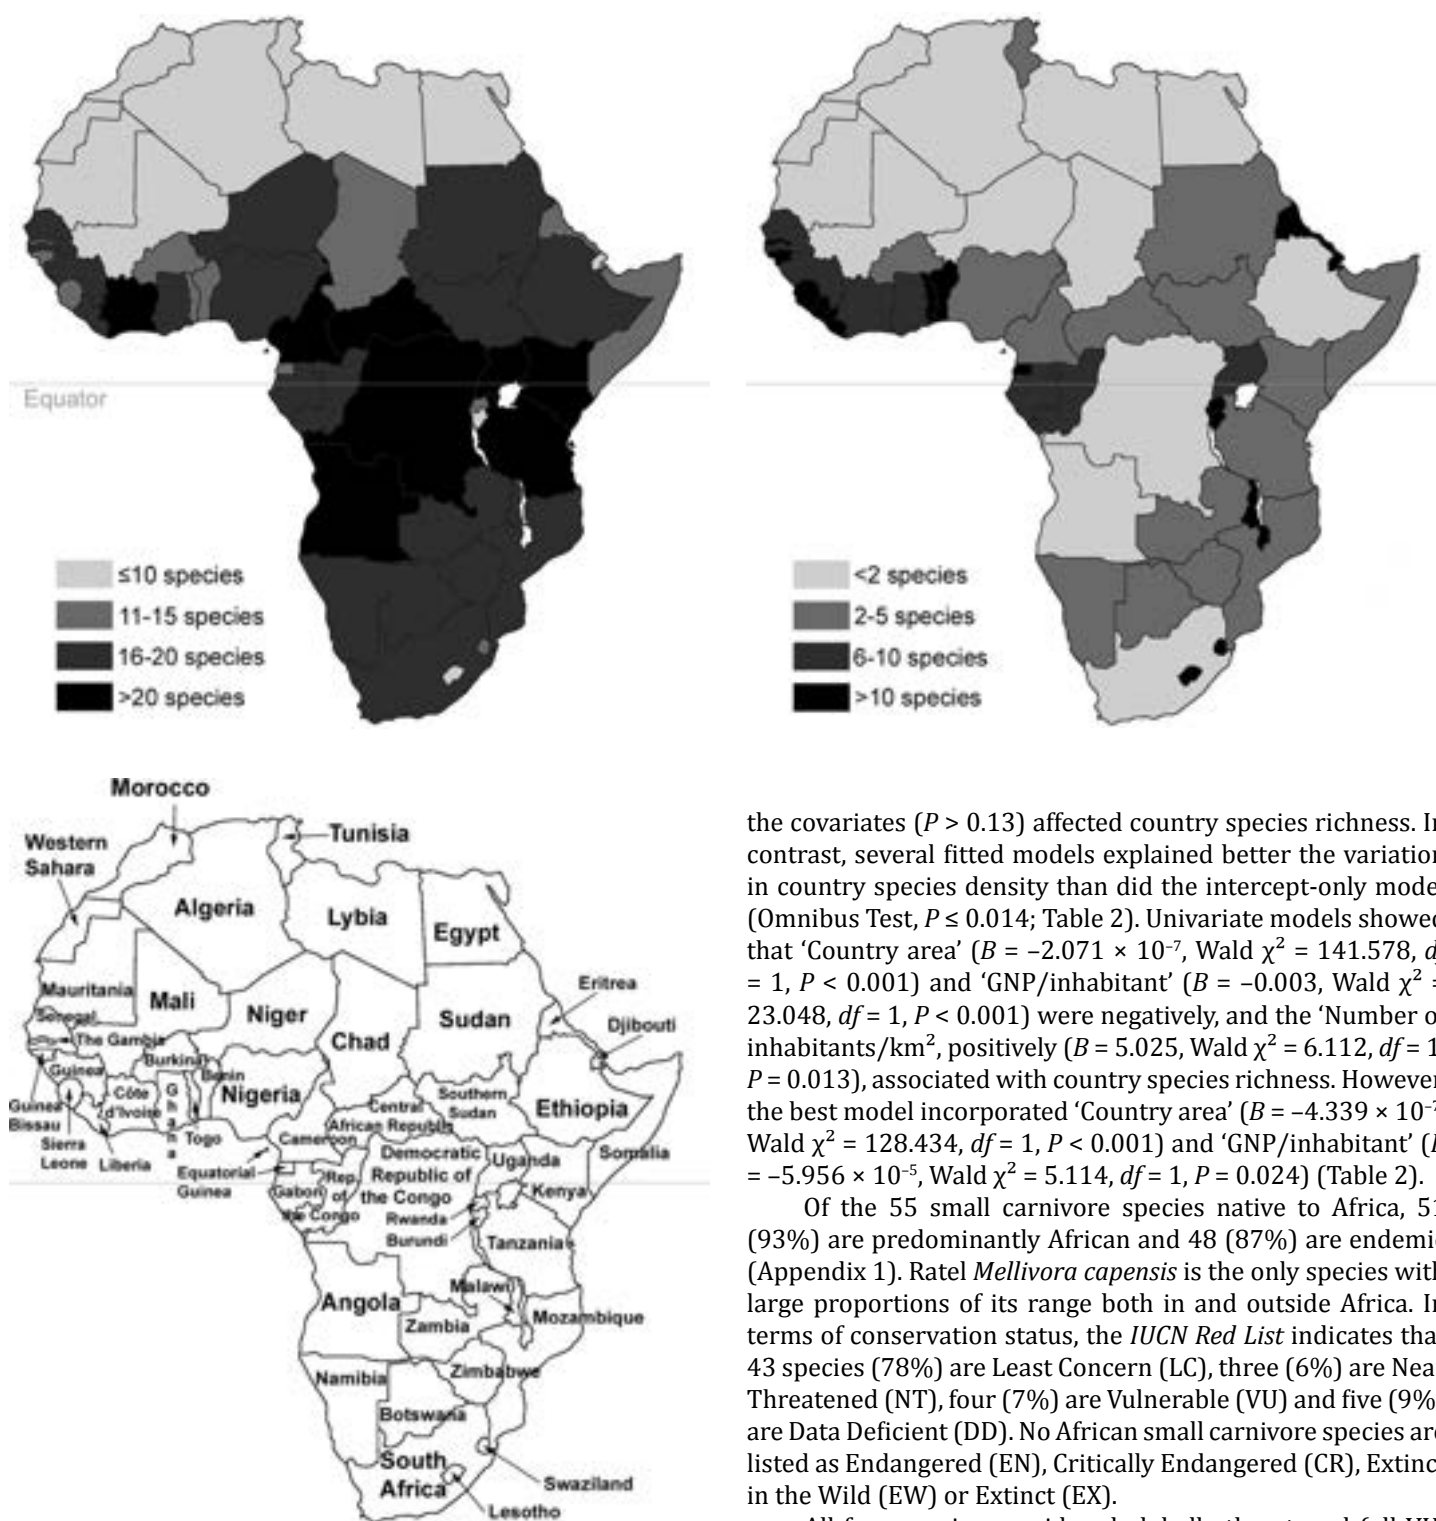 Equator
≤10 species
11-15 species
16-20 species
>20 species
<2 species
2-5 species
6-10 species
>10 species
Morocco
Western
Sahara
Tunisia
Algeria
Lybia
Egypt
Mauritania
Mali
Niger
Chad
Sudan
Eritrea
Djibouti
Senegal
The Gambia
Guinea
Burkina
Benin
Nigeria
Côte
d'Ivoire
Ghana
Guinea
Bissau
Sierra
Leone
Liberia
Togo
Central
African Republic
Southern
Sudan
Ethiopia
Cameroon
Equatorial
Guinea
Democratic
Republic of
the Congo
Uganda
Somalia
Gabon
Rep.
of
the Congo
Kenya
Rwanda
Burundi
Tanzania
Angola
Malawi
Zambia
Mozambique
Namibia
Zimbabwe
Botswana
South
Africa
Swaziland
Lesotho
the covariates (P > 0.13) affected country species richness. In
contrast, several fitted models explained better the variation
in country species density than did the intercept-only mode
(Omnibus Test, P ≤ 0.014; Table 2). Univariate models showed
that ‘Country area’ (B = –2.071 × 10⁻⁷, Wald χ² = 141.578, d
= 1, P < 0.001) and ‘GNP/inhabitant’ (B = –0.003, Wald χ² =
23.048, df = 1, P < 0.001) were negatively, and the ‘Number o
inhabitants/km², positively (B = 5.025, Wald χ² = 6.112, df = 1
P = 0.013), associated with country species richness. However
the best model incorporated ‘Country area’ (B = –4.339 × 10⁻⁷
Wald χ² = 128.434, df = 1, P < 0.001) and ‘GNP/inhabitant’ (B
= –5.956 × 10⁻⁵, Wald χ² = 5.114, df = 1, P = 0.024) (Table 2).
Of the 55 small carnivore species native to Africa, 51
(93%) are predominantly African and 48 (87%) are endemi
(Appendix 1). Ratel Mellivora capensis is the only species with
large proportions of its range both in and outside Africa. In
terms of conservation status, the IUCN Red List indicates tha
43 species (78%) are Least Concern (LC), three (6%) are Nea
Threatened (NT), four (7%) are Vulnerable (VU) and five (9%
are Data Deficient (DD). No African small carnivore species are
listed as Endangered (EN), Critically Endangered (CR), Extinc
in the Wild (EW) or Extinct (EX).